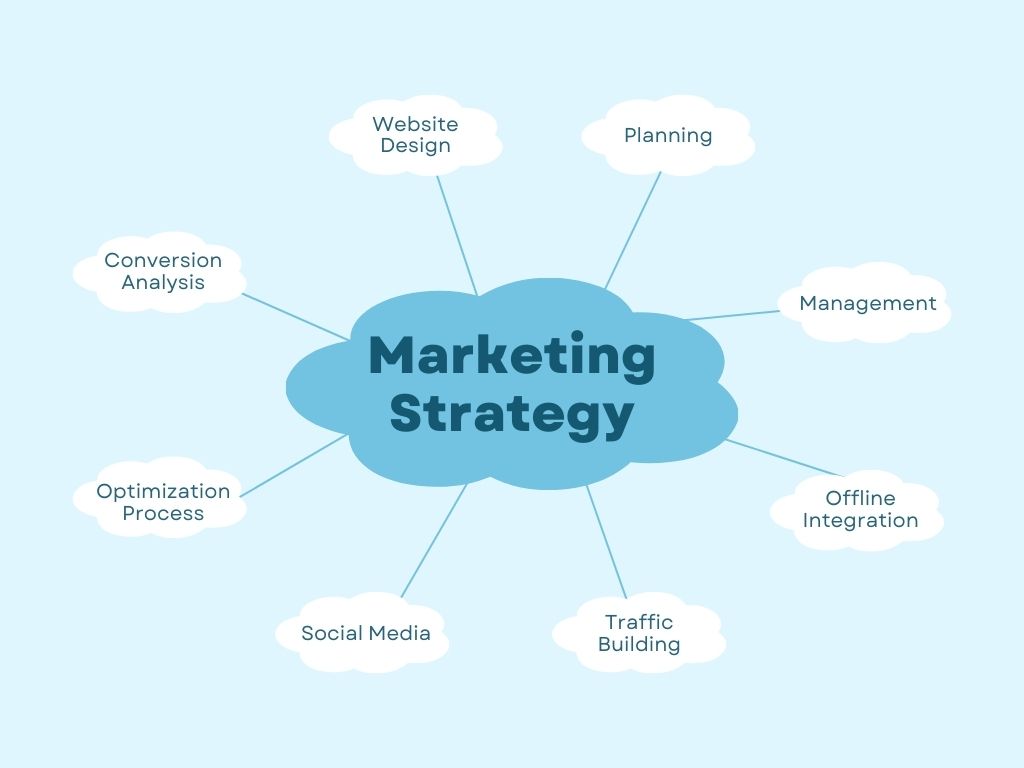 Website
Design
Planning
Conversion
Analysis
Management
Marketing
Strategy
Optimization
Process
Offline
Integration
Social Media
Traffic
Building